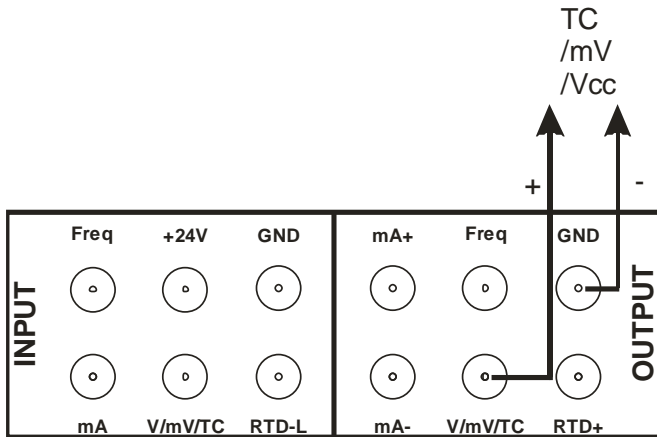 TC
/mV
/Vcc
+ -
Freq +24V GND mA+ Freq GND
INPUT
OUTPUT
mA V/mV/TC RTD-L mA- V/mV/TC RTD+